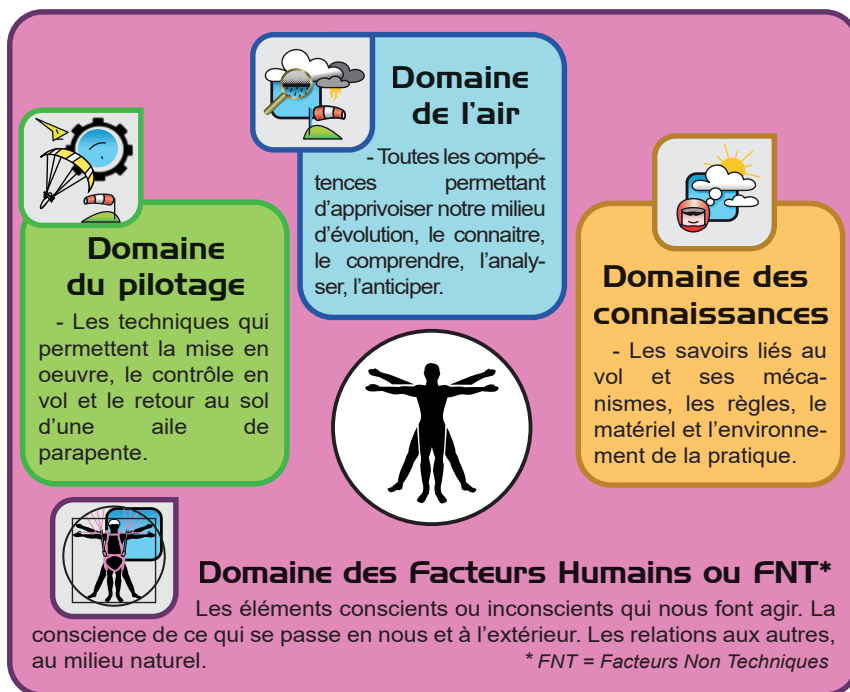 Domaine
de l'air
- Toutes les compé-
tences permettant
d'apprivoiser notre milieu
d'évolution, le connaitre,
le comprendre, l'analy-
ser, l'anticiper.
Domaine
du pilotage
- Les techniques qui
permettent la mise en
oeuvre, le contrôle en
vol et le retour au sol
d'une aile de
parapente.
Domaine des
connaissances
- Les savoirs liés au
vol et ses méca-
nismes, les règles, le
matériel et l'environne-
ment de la pratique.
Domaine des Facteurs Humains ou FNT*
Les éléments conscients ou inconscients qui nous font agir. La
conscience de ce qui se passe en nous et à l'extérieur. Les relations aux autres,
au milieu naturel.
* FNT = Facteurs Non Techniques